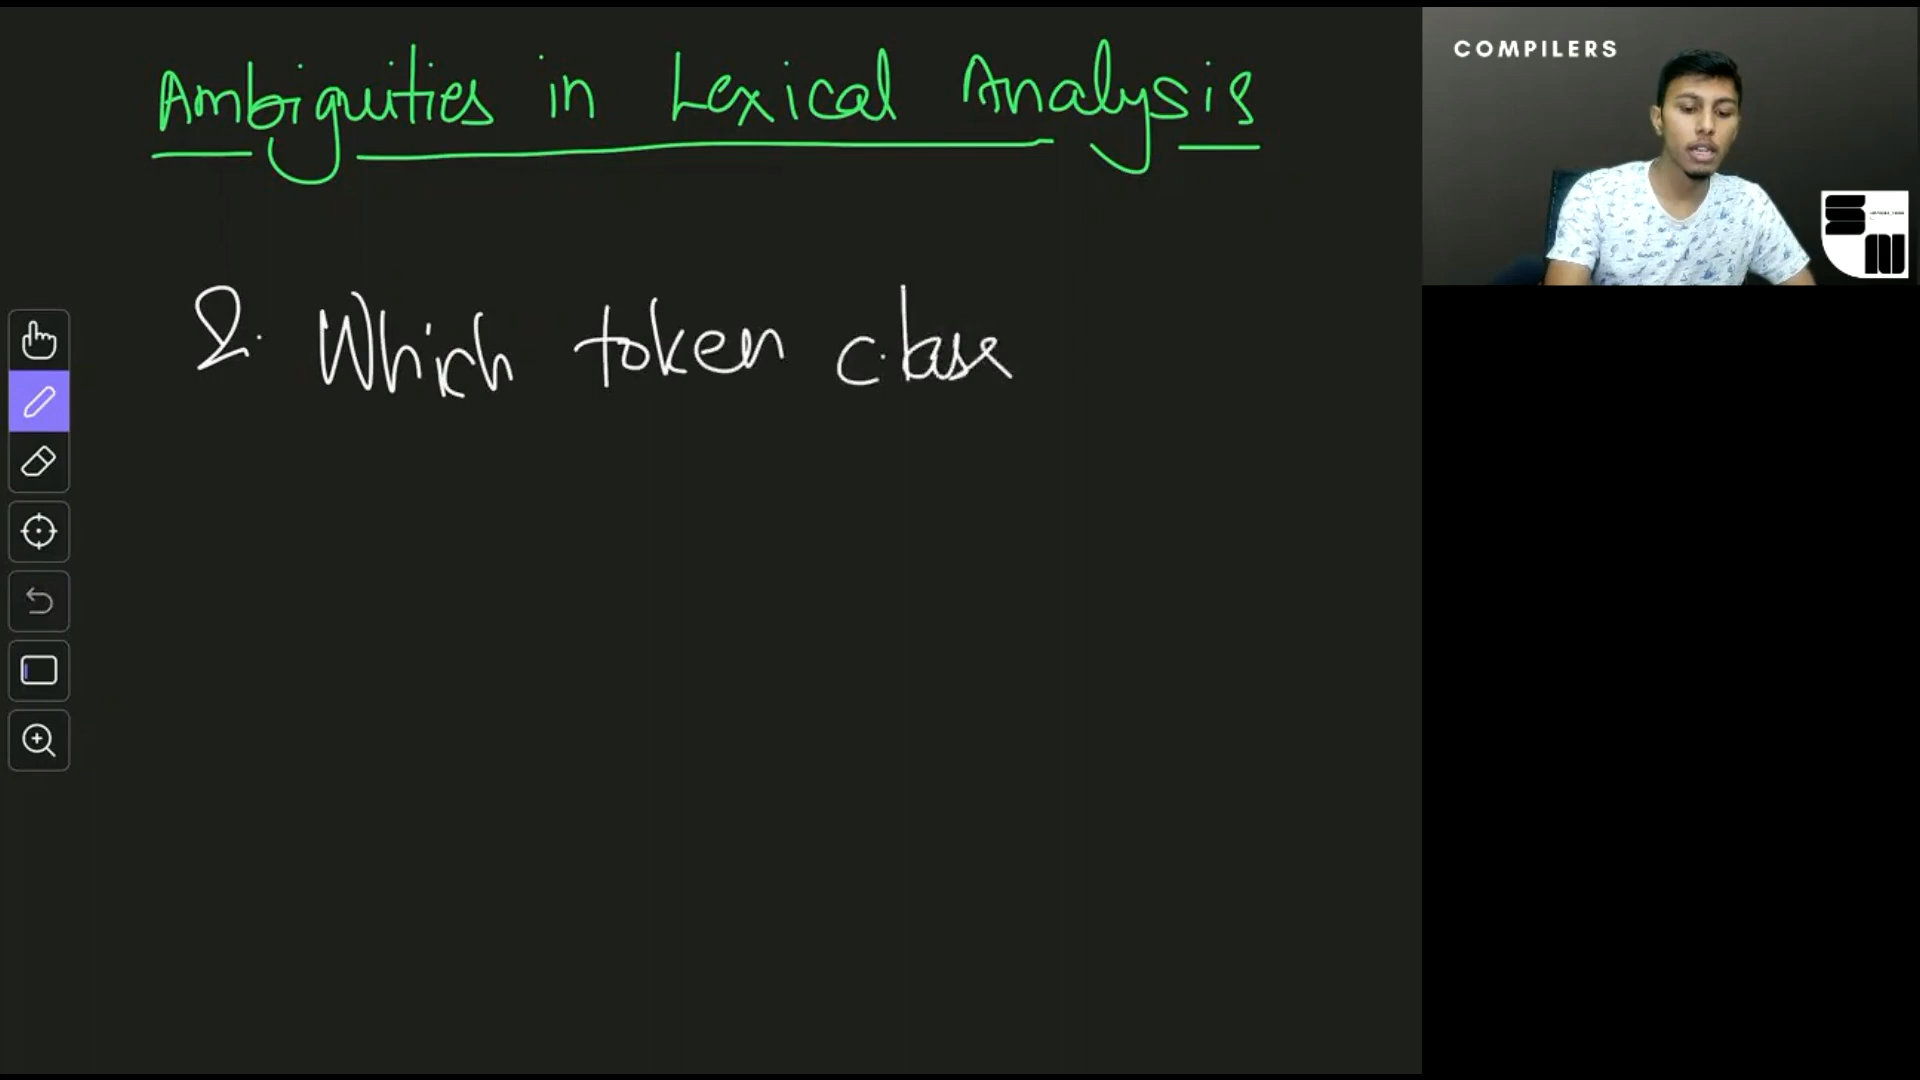 Ambiguities in Lexical Analysis
COMPILERS
2. Which token class